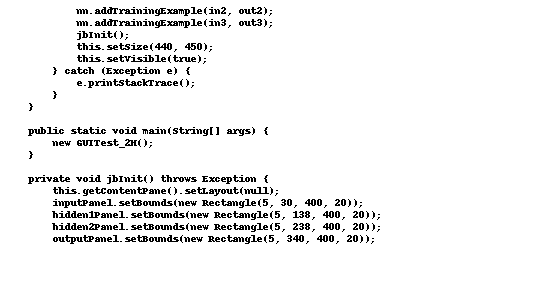 nn.addTrainingExample(in2, out2);
nn.addTrainingExample(in3, out3);
jbInit();
this.setSize(440, 450);
this.setVisible(true);
} catch (Exception e) {
e.printStackTrace();
}
}
public static void main(String[] args) {
new GUITest_2H();
}
private void jbInit() throws Exception {
this.getContentPane().setLayout(null);
inputPanel.setBounds(new Rectangle(5, 30, 400, 20));
hidden1Panel.setBounds(new Rectangle(5, 138, 400, 20));
hidden2Panel.setBounds(new Rectangle(5, 238, 400, 20));
outputPanel.setBounds(new Rectangle(5, 340, 400, 20));